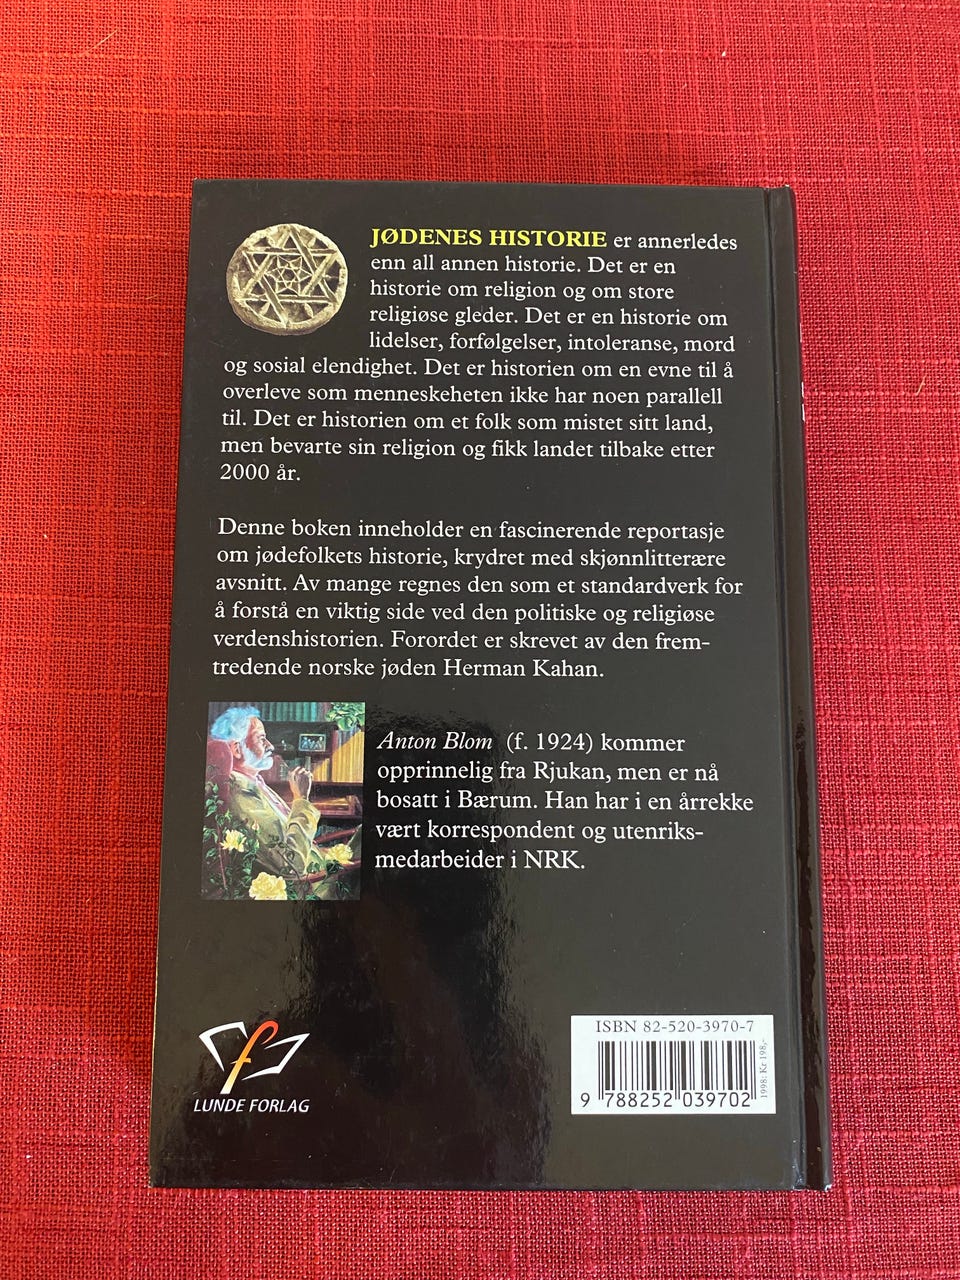 JØDENES HISTORIE er annerledes
enn all annen historie. Det er en
historie om religion og om store
religiøse gleder. Det er en historie om
lidelser, forfølgelser, intoleranse, mord
og sosial elendighet. Det er historien om en evne til å
overleve som menneskeheten ikke har noen parallell
til. Det er historien om et folk som mistet sitt land,
men bevarte sin religion og fikk landet tilbake etter
2000 år.
Denne boken inneholder en fascinerende reportasje
om jødefolkets historie, krydret med skjønnlitterære
avsnitt. Av mange regnes den som et standardverk for
å forstå en viktig side ved den politiske og religiøse
verdenshistorien. Forordet er skrevet av den frem-
tredende norske jøden Herman Kahan.
Anton Blom (f. 1924) kommer
opprinnelig fra Rjukan, men er nå
bosatt i Bærum. Han har i en årrekke
vært korrespondent og utenriks-
medarbeider i NRK.
LUNDE FORLAG
ISBN 82-520-3970-7
9 788252 039702
1998: Kr 198,-